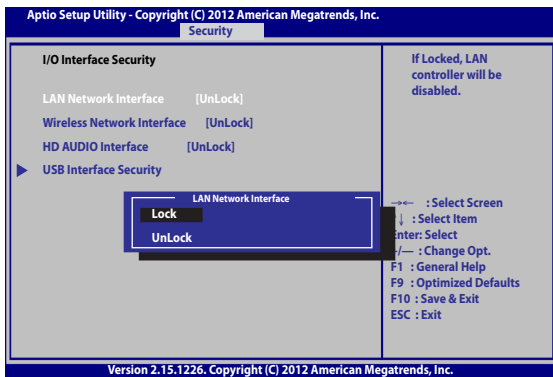 Aptio Setup Utility - Copyright (C) 2012 American Megatrends, Inc.
Security
I/O Interface Security
LAN Network Interface [UnLock]
Wireless Network Interface [UnLock]
HD AUDIO Interface [UnLock]
USB Interface Security
LAN Network Interface
Lock
UnLock
If Locked, LAN
controller will be
disabled.
→← : Select Screen
↓ : Select Item
Enter: Select
/— : Change Opt.
F1 : General Help
F9 : Optimized Defaults
F10 : Save & Exit
ESC : Exit
Version 2.15.1226. Copyright (C) 2012 American Megatrends, Inc.